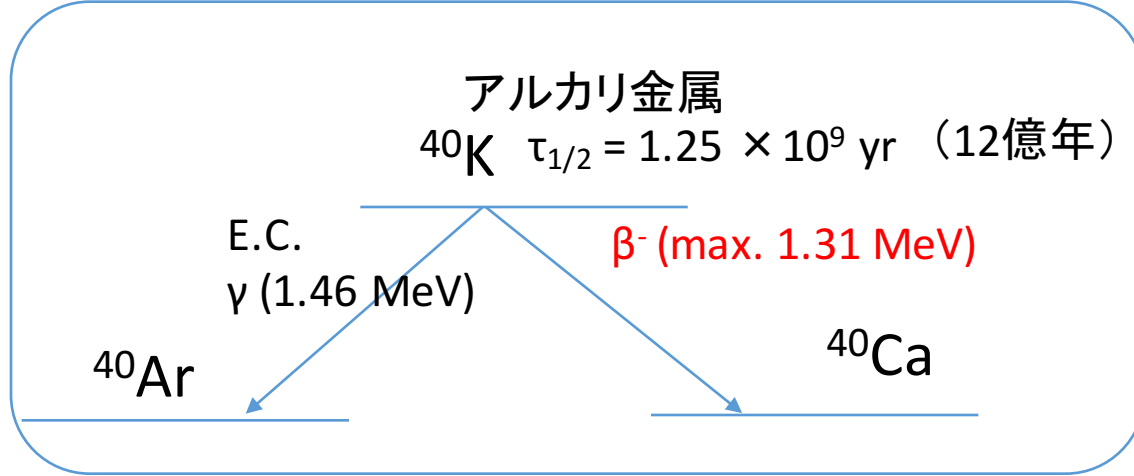 アルカリ金属
⁴⁰K τ₁/₂ = 1.25 × 10⁹ yr （12億年）
E.C.
γ (1.46 MeV)
β⁻ (max. 1.31 MeV)
⁴⁰Ar
⁴⁰Ca